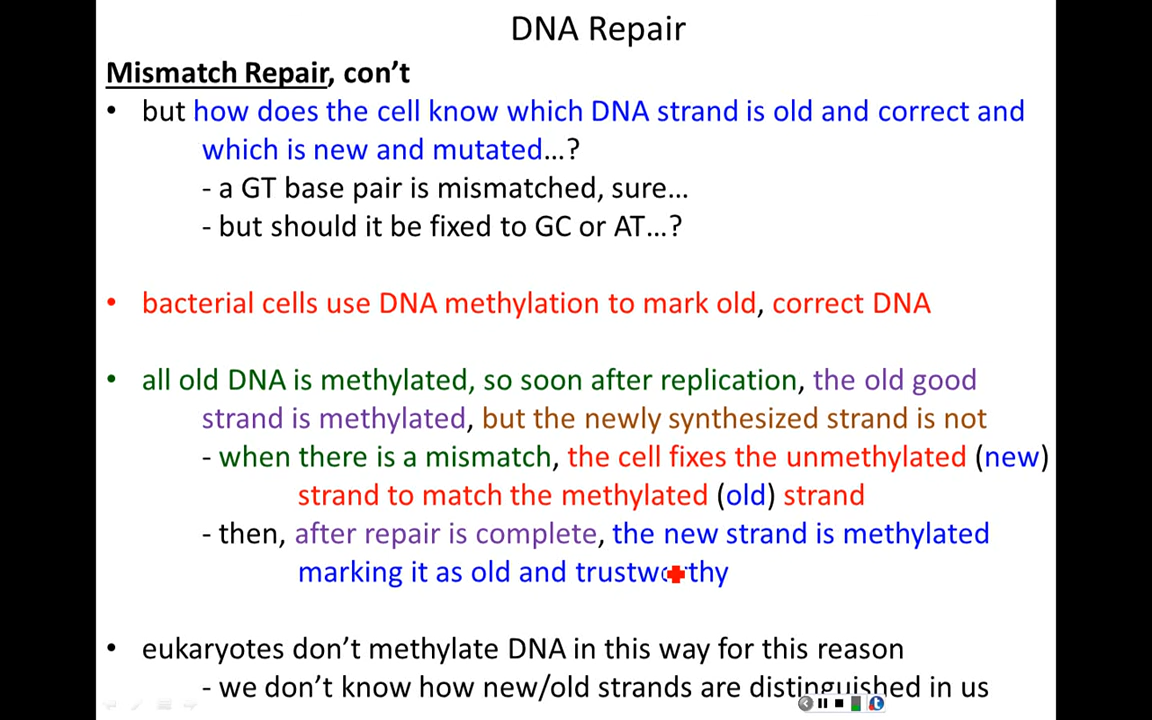 DNA Repair
Mismatch Repair, con’t
• but how does the cell know which DNA strand is old and correct and
which is new and mutated…?
- a GT base pair is mismatched, sure…
- but should it be fixed to GC or AT…?
• bacterial cells use DNA methylation to mark old, correct DNA
• all old DNA is methylated, so soon after replication, the old good
strand is methylated, but the newly synthesized strand is not
- when there is a mismatch, the cell fixes the unmethylated (new)
strand to match the methylated (old) strand
- then, after repair is complete, the new strand is methylated
marking it as old and trustworthy
• eukaryotes don’t methylate DNA in this way for this reason
- we don’t know how new/old strands are distinguished in us